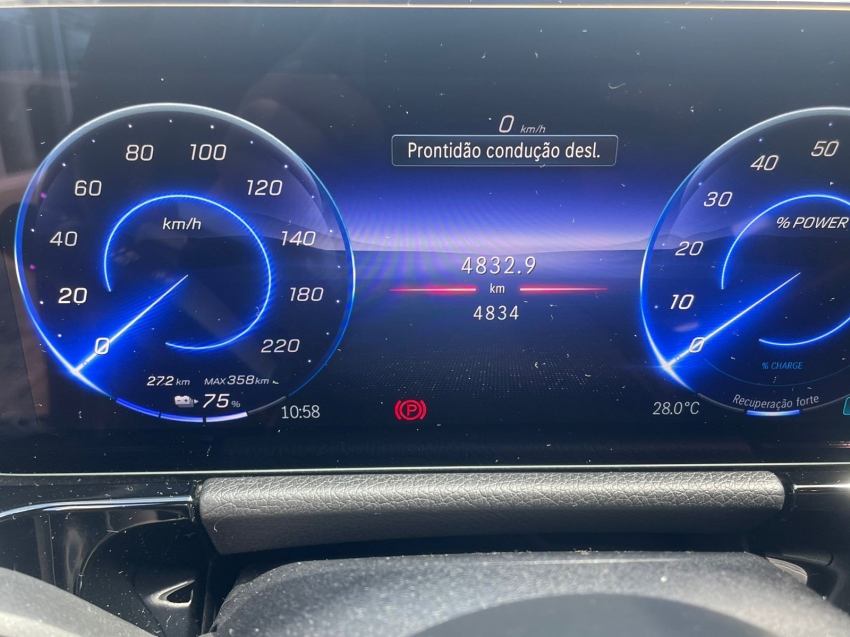 0 km/h
Prontidão condução desl.
80 100
60 120
40 140
20 180
0 220
km/h
272 km MAX 358 km
75 %
10:58
4832.9
km
4834
P
50
40
30
20
10
0
% POWER
% CHARGE
Recuperação forte
28.0°C